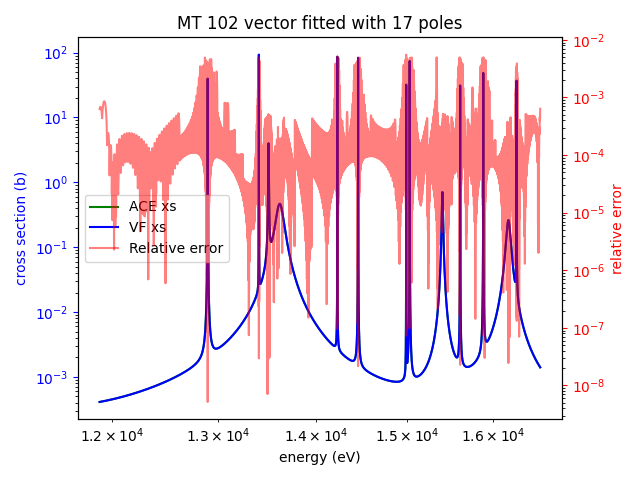 MT 102 vector fitted with 17 poles
cross section (b)
10²
10¹
10⁰
10⁻¹
10⁻²
10⁻³
ACE xs
VF xs
Relative error
10⁻²
10⁻³
10⁻⁴
10⁻⁵
10⁻⁶
10⁻⁷
10⁻⁸
relative error
1.2 × 10⁴ 1.3 × 10⁴ 1.4 × 10⁴ 1.5 × 10⁴ 1.6 × 10⁴
energy (eV)